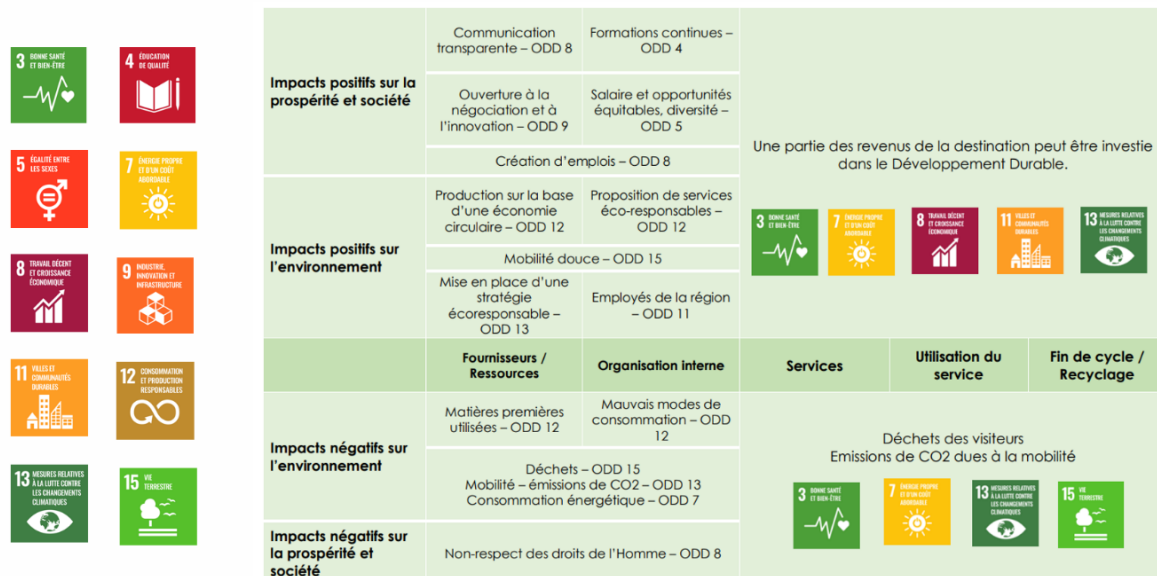 3 BONNE SANTÉ
ET BIEN-ÊTRE
4 ÉDUCATION
DE QUALITÉ
5 ÉGALITÉ ENTRE
LES SEXES
7 ÉNERGIE PROPRE
ET D'UN COÛT
ABORDABLE
8 TRAVAIL DÉCENT
ET CROISSANCE
ÉCONOMIQUE
9 INDUSTRIE,
INNOVATION ET
INFRASTRUCTURE
11 VILLES ET
COMMUNAUTÉS
DURABLES
12 CONSOMMATION
ET PRODUCTION
RESPONSABLES
13 MESURES RELATIVES
À LA LUTTE CONTRE
LES CHANGEMENTS
CLIMATIQUES
15 VIE
TERRESTRE
Impacts positifs sur la
prospérité et société
Communication
transparente – ODD 8
Formations continues –
ODD 4
Ouverture à la
négociation et à
l'innovation – ODD 9
Salaire et opportunités
équitables, diversité –
ODD 5
Création d'emplois – ODD 8
Impacts positifs sur
l'environnement
Production sur la base
d'une économie
circulaire – ODD 12
Proposition de services
éco-responsables –
ODD 12
Mobilité douce – ODD 15
Mise en place d'une
stratégie
écoresponsable –
ODD 13
Employés de la région
– ODD 11
Une partie des revenus de la destination peut être investie
dans le Développement Durable.
3 BONNE SANTÉ
ET BIEN-ÊTRE
7 ÉNERGIE PROPRE
ET D'UN COÛT
ABORDABLE
8 TRAVAIL DÉCENT
ET CROISSANCE
ÉCONOMIQUE
11 VILLES ET
COMMUNAUTÉS
DURABLES
13 MESURES RELATIVES
À LA LUTTE CONTRE
LES CHANGEMENTS
CLIMATIQUES
Fournisseurs /
Ressources
Organisation interne
Services
Utilisation du
service
Fin de cycle /
Recyclage
Impacts négatifs sur
l'environnement
Matières premières
utilisées – ODD 12
Mauvais modes de
consommation – ODD
12
Déchets – ODD 15
Mobilité – émissions de CO2 – ODD 13
Consommation énergétique – ODD 7
Impacts négatifs sur
la prospérité et
société
Non-respect des droits de l'Homme – ODD 8
Déchets des visiteurs
Emissions de CO2 dues à la mobilité
3 BONNE SANTÉ
ET BIEN-ÊTRE
7 ÉNERGIE PROPRE
ET D'UN COÛT
ABORDABLE
13 MESURES RELATIVES
À LA LUTTE CONTRE
LES CHANGEMENTS
CLIMATIQUES
15 VIE
TERRESTRE